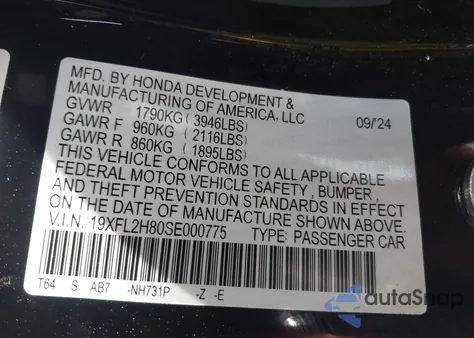 MFD. BY HONDA DEVELOPMENT &
MANUFACTURING OF AMERICA, LLC
GVWR 1790KG(3946LBS) 09/'24
GAWR F 960KG (2116LBS)
GAWR R 860KG (1895LBS)
THIS VEHICLE CONFORMS TO ALL APPLICABLE
FEDERAL MOTOR VEHICLE SAFETY, BUMPER,
AND THEFT PREVENTION STANDARDS IN EFFECT
ON THE DATE OF MANUFACTURE SHOWN ABOVE.
V.I.N.: 19XFL2H80SE000775 TYPE: PASSENGER CAR
T64 S AB7 -NH731P -Z -E
autoSnap